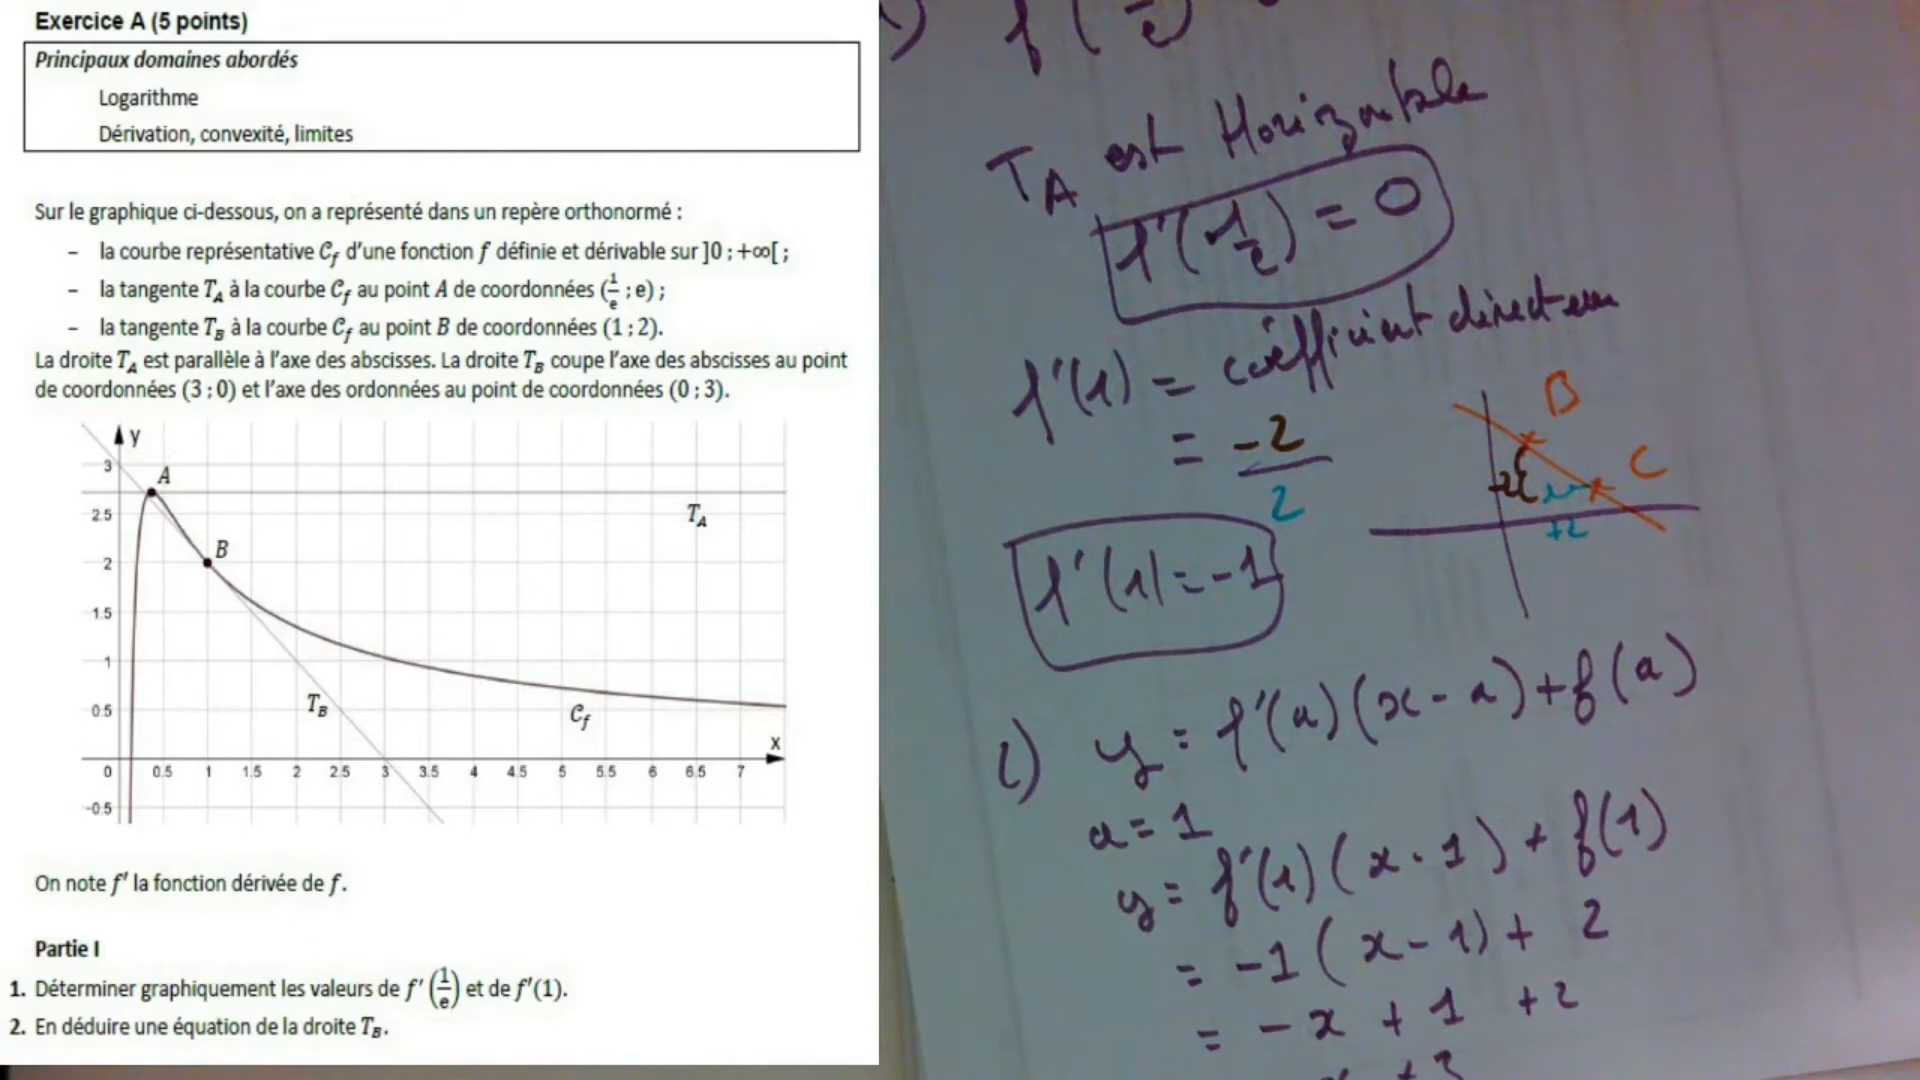 Exercice A (5 points)
Principaux domaines abordés
Logarithme
Dérivation, convexité, limites
Sur le graphique ci-dessous, on a représenté dans un repère orthonormé :
– la courbe représentative 𝒞f d'une fonction f définie et dérivable sur ]0 ; +∞[ ;
– la tangente TA à la courbe 𝒞f au point A de coordonnées (1/e ; e) ;
– la tangente TB à la courbe 𝒞f au point B de coordonnées (1 ; 2).
La droite TA est parallèle à l'axe des abscisses. La droite TB coupe l'axe des abscisses au point
de coordonnées (3 ; 0) et l'axe des ordonnées au point de coordonnées (0 ; 3).
y
3
A
2.5
TA
B
2
1.5
1
0.5
TB
𝒞f
x
0 0.5 1 1.5 2 2.5 3 3.5 4 4.5 5 5.5 6 6.5 7
-0.5
On note f' la fonction dérivée de f.
Partie I
1. Déterminer graphiquement les valeurs de f'(1/e) et de f'(1).
2. En déduire une équation de la droite TB.
TA est Horizontale
f'(1/e) = 0
f'(1) = coefficient directeur
= -2/2
B
C
+2
f'(1) = -1
y = f'(a)(x - a) + f(a)
a = 1
y = f'(1)(x - 1) + f(1)
= -1(x - 1) + 2
= -x + 1 + 2